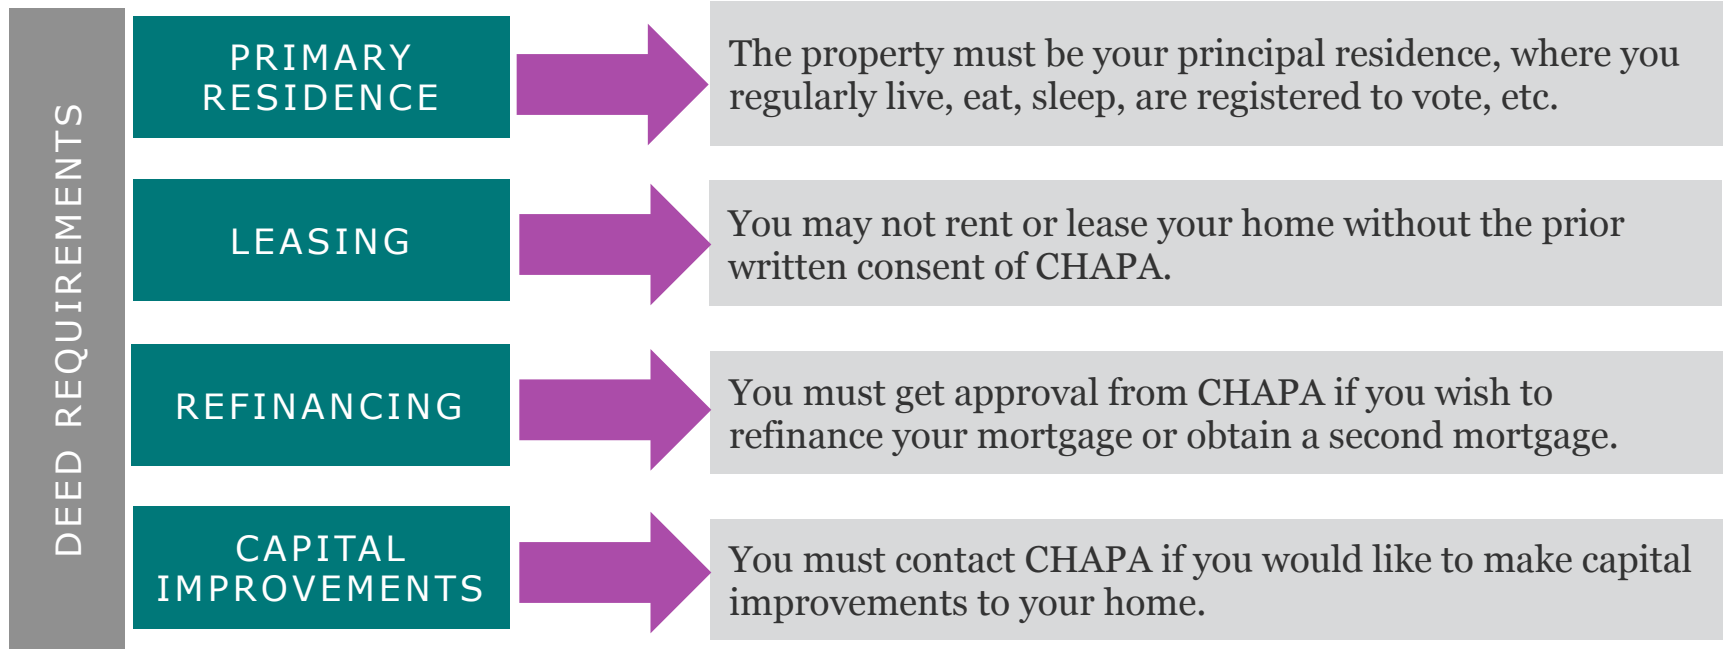 DEED REQUIREMENTS
PRIMARY
RESIDENCE
The property must be your principal residence, where you
regularly live, eat, sleep, are registered to vote, etc.
LEASING
You may not rent or lease your home without the prior
written consent of CHAPA.
REFINANCING
You must get approval from CHAPA if you wish to
refinance your mortgage or obtain a second mortgage.
CAPITAL
IMPROVEMENTS
You must contact CHAPA if you would like to make capital
improvements to your home.